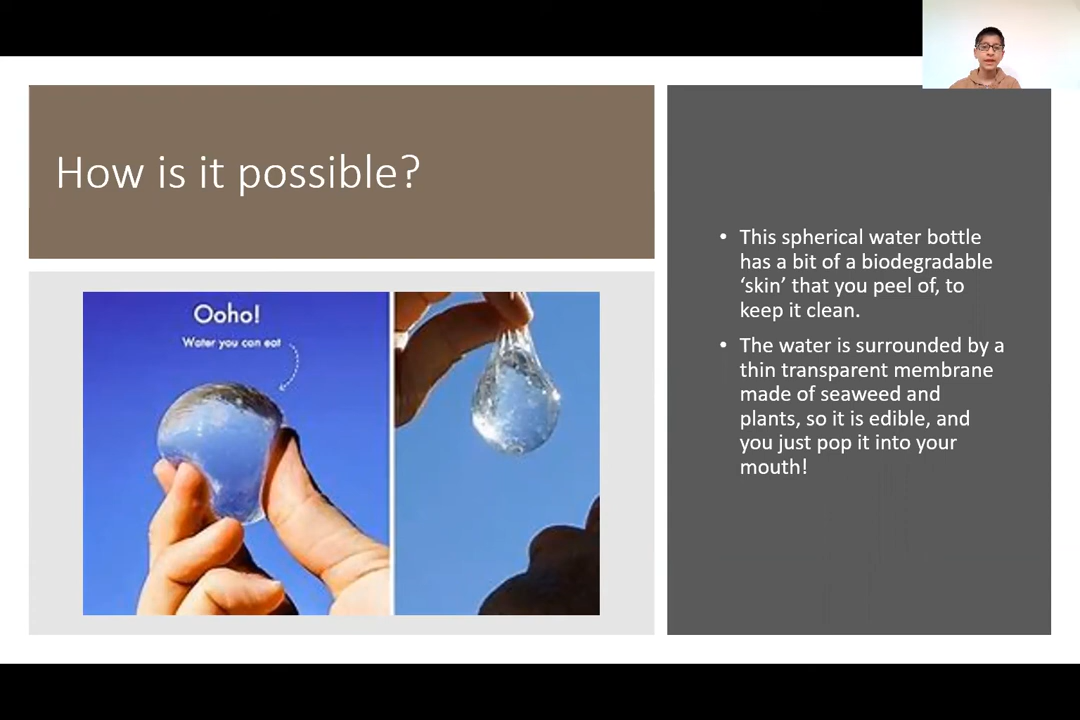 How is it possible?
Ooho!
Water you can eat
• This spherical water bottle
has a bit of a biodegradable
‘skin’ that you peel of, to
keep it clean.
• The water is surrounded by a
thin transparent membrane
made of seaweed and
plants, so it is edible, and
you just pop it into your
mouth!